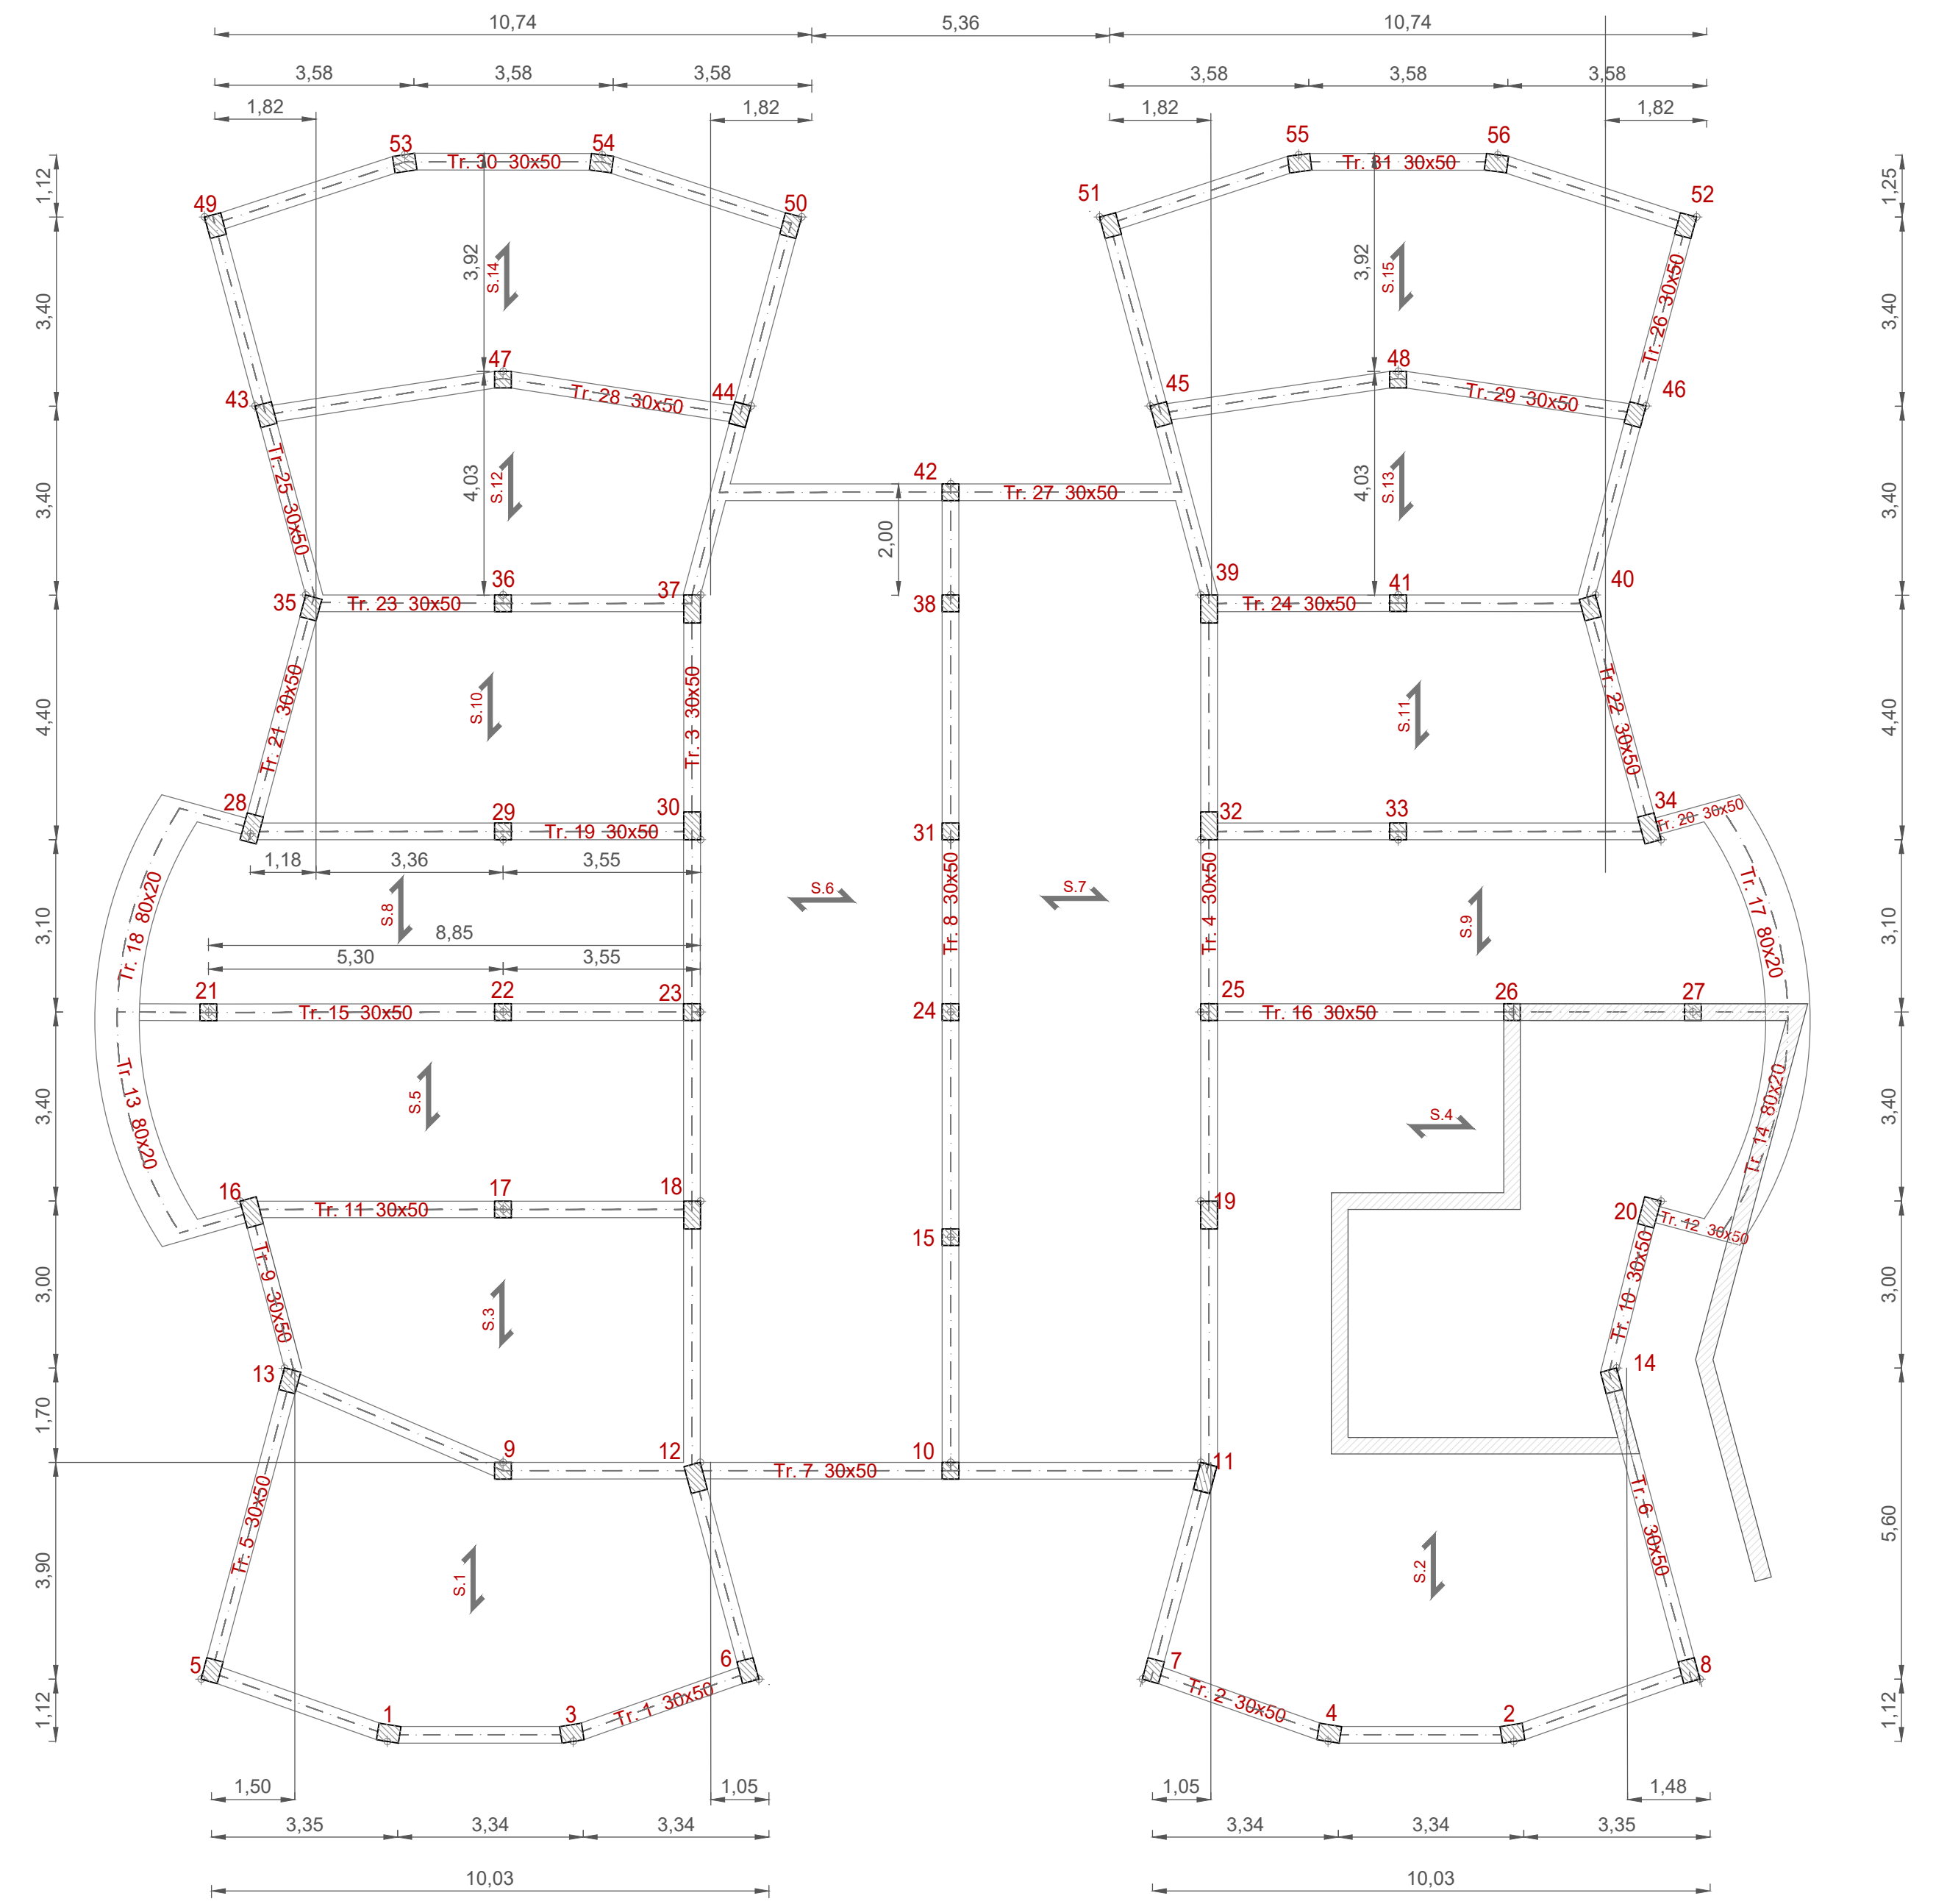 10,74 5,36 10,74
3,58 3,58 3,58 3,58 3,58 3,58
1,82 1,82 1,82 1,82
53 54 55 56
Tr. 30 30x50 Tr. 31 30x50
1,12 1,25
49 50 51 52
3,92 S.14 3,92 S.15
3,40 Tr. 26 30x50 3,40
47 48
43 44 45 46
Tr. 28 30x50 Tr. 29 30x50
Tr. 25 30x50
3,40 4,03 S.12 42 Tr. 27 30x50 4,03 S.13 3,40
2,00
35 36 37 38 39 41 40
Tr. 23 30x50 Tr. 24 30x50
4,40 Tr. 21 30x50 S.10 Tr. 3 30x50 S.11 Tr. 22 30x50 4,40
28 29 30 31 32 33 34
Tr. 19 30x50 Tr. 20 30x50
1,18 3,36 3,55
3,10 Tr. 18 80x20 S.8 S.6 Tr. 8 30x50 S.7 Tr. 4 30x50 S.9 Tr. 17 80x20 3,10
8,85
5,30 3,55
21 22 23 24 25 26 27
Tr. 15 30x50 Tr. 16 30x50
3,40 Tr. 13 80x20 S.5 S.4 Tr. 14 80x20 3,40
16 17 18 19 20
Tr. 11 30x50 Tr. 12 30x50
15
3,00 Tr. 9 30x50 S.3 Tr. 10 30x50 3,00
13 14
1,70
9 12 10 11
Tr. 7 30x50
3,90 Tr. 5 30x50 S.1 S.2 Tr. 6 30x50 5,60
5 6 7 8
Tr. 1 30x50 Tr. 2 30x50
1,12 1 3 4 2 1,12
1,50 1,05 1,05 1,48
3,35 3,34 3,34 3,34 3,34 3,35
10,03 10,03